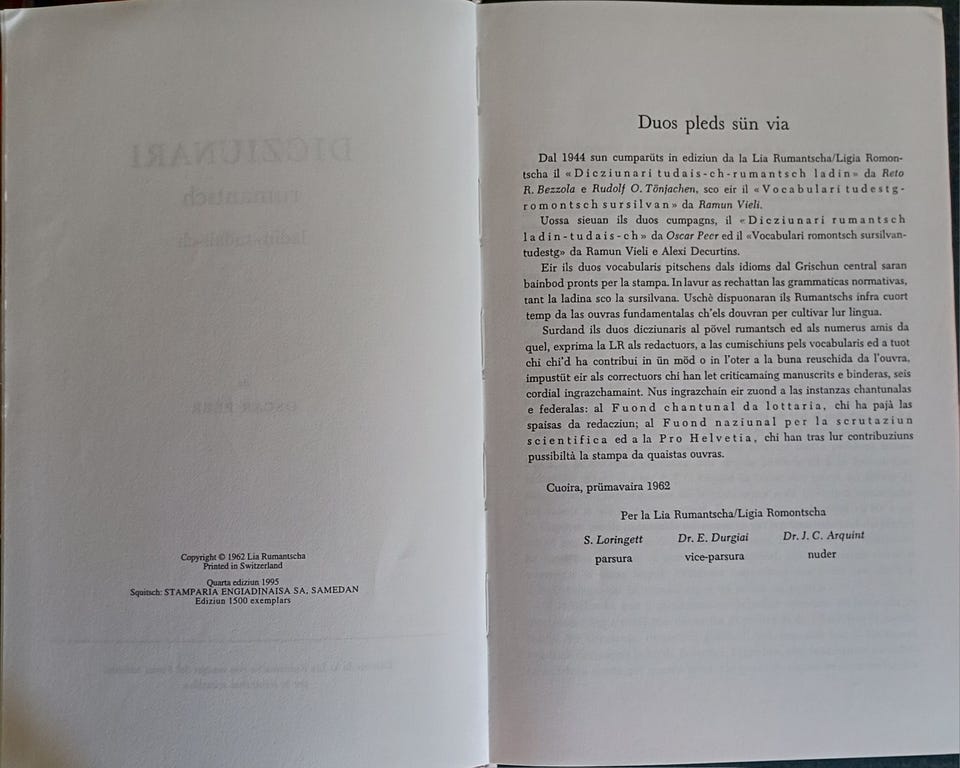 Copyright © 1962 Lia Rumantscha
Printed in Switzerland
Quarta ediziun 1995
Squitsch: STAMPARIA ENGIADINAISA SA, SAMEDAN
Ediziun 1500 exemplars
Duos pleds sün via
Dal 1944 sun cumparüts in ediziun da la Lia Rumantscha/Ligia Romon-
tscha il «Dicziunari tudais-ch-rumantsch ladin» da Reto
R. Bezzola e Rudolf O. Tönjachen, sco eir il «Vocabulari tudestg-
romontsch sursilvan» da Ramun Vieli.
Uossa sieuan ils duos cumpagns, il «Dicziunari rumantsch
ladin-tudais-ch» da Oscar Peer ed il «Vocabulari romontsch sursilvan-
tudestg» da Ramun Vieli e Alexi Decurtins.
Eir ils duos vocabularis pitschens dals idioms dal Grischun central saran
bainbod pronts per la stampa. In lavur as rechattan las grammaticas normativas,
tant la ladina sco la sursilvana. Uschè dispuonaran ils Rumantschs infra cuort
temp da las ouvras fundamentalas ch'els douvran per cultivar lur lingua.
Surdand ils duos dicziunaris al pövel rumantsch ed als numerus amis da
quel, exprima la LR als redactuors, a las cumischiuns pels vocabularis ed a tuot
chi chi'd ha contribui in ün möd o in l'oter a la buna reuschida da l'ouvra,
impustüt eir als correctuors chi han let criticamaing manuscrits e binderas, seis
cordial ingrazchamaint. Nus ingrazchain eir zuond a las instanzas chantunalas
e federalas: al Fuond chantunal da lottaria, chi ha pajà las
spaisas da redacziun; al Fuond naziunal per la scrutaziun
scientifica ed a la Pro Helvetia, chi han tras lur contribuziuns
pussibiltà la stampa da quaistas ouvras.
Cuoira, prümavaira 1962
Per la Lia Rumantscha/Ligia Romontscha
S. Loringett Dr. E. Durgiai Dr. J. C. Arquint
parsura vice-parsura nuder